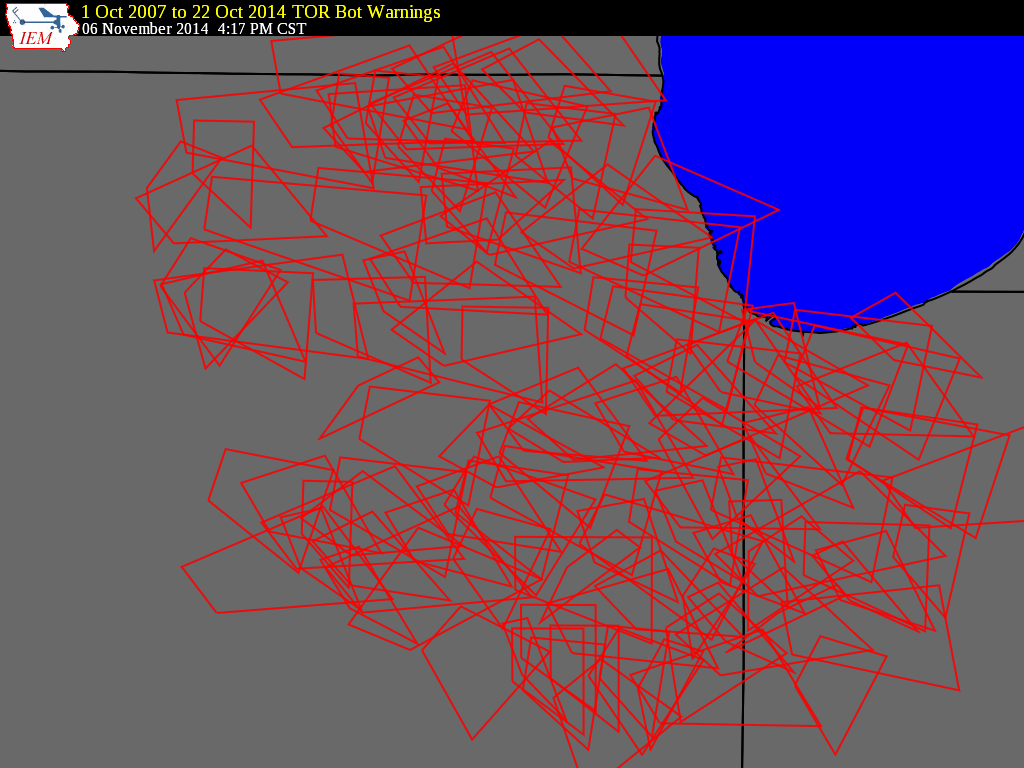 1 Oct 2007 to 22 Oct 2014 TOR Bot Warnings
06 November 2014 4:17 PM CST
IEM